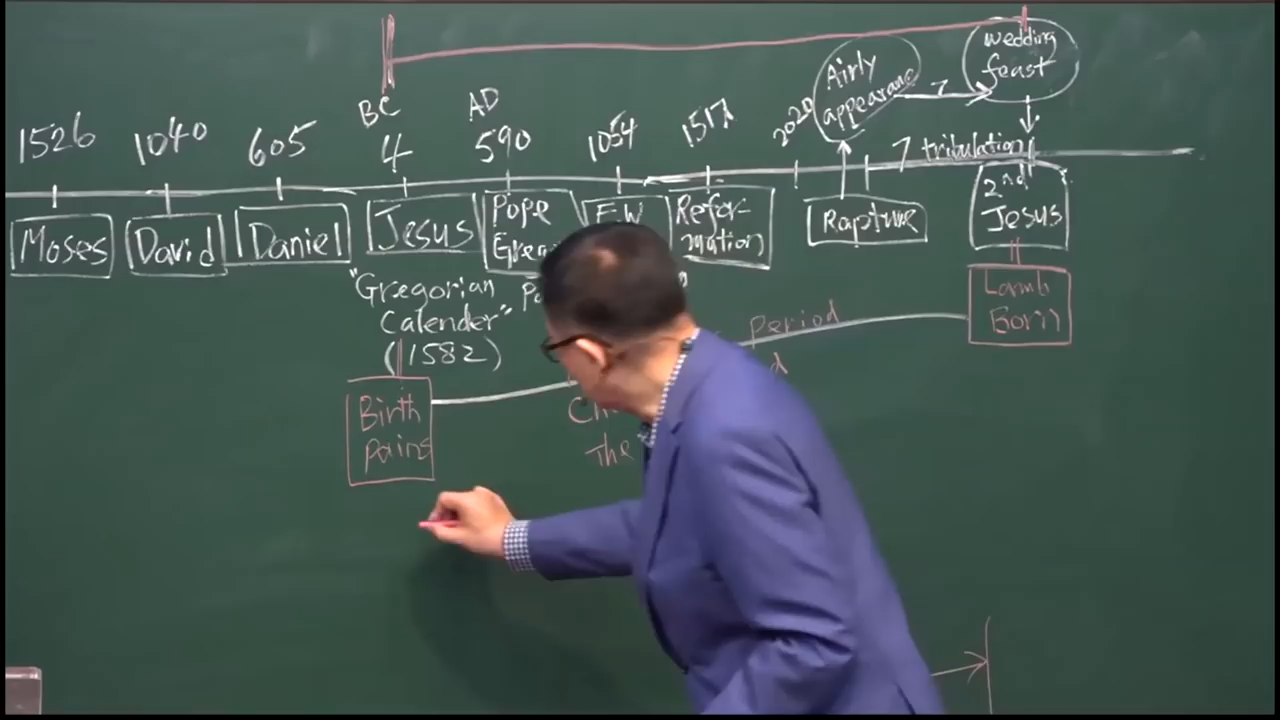 wedding
feast
Airly
appearance
7
BC
AD
1526
1040
605
4
590
1054
1517
2020
7 tribulation
Moses
David
Daniel
Jesus
Pope
E-W
Refor-
mation
Rapture
2nd
Jesus
"Gregorian
Calender"
(1582)
Lamb
Born
Period
Birth
pains
The